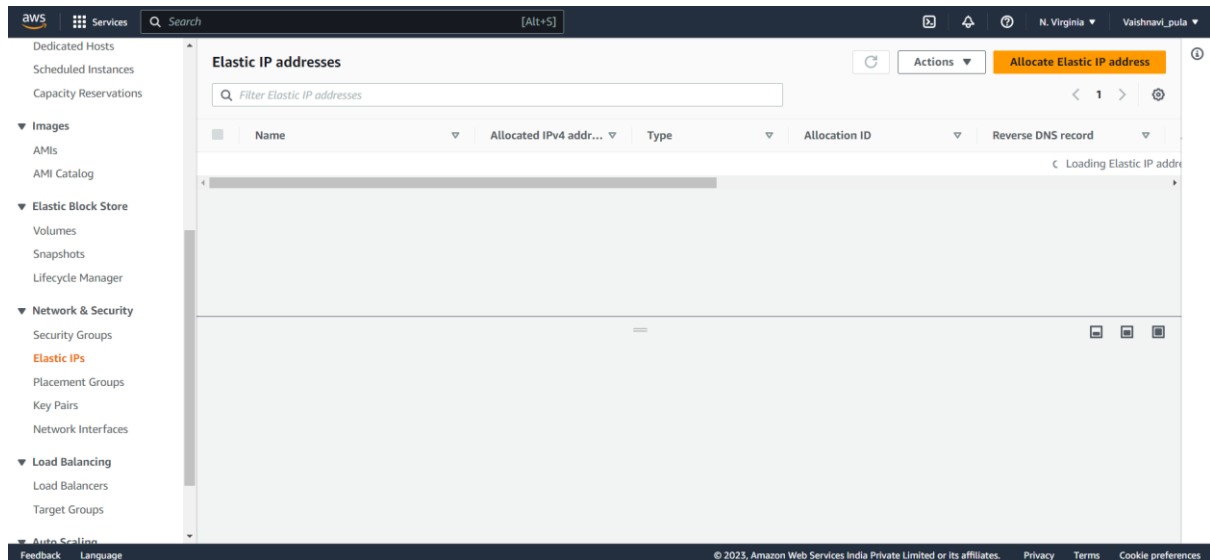 aws
Services
Search
[Alt+S]
N. Virginia
Vaishnavi_pula
Dedicated Hosts
Scheduled Instances
Capacity Reservations
Images
AMIs
AMI Catalog
Elastic Block Store
Volumes
Snapshots
Lifecycle Manager
Network & Security
Security Groups
Elastic IPs
Placement Groups
Key Pairs
Network Interfaces
Load Balancing
Load Balancers
Target Groups
Auto Scaling
Elastic IP addresses
Actions
Allocate Elastic IP address
Filter Elastic IP addresses
1
Name
Allocated IPv4 addr...
Type
Allocation ID
Reverse DNS record
Loading Elastic IP addre
Feedback
Language
© 2023, Amazon Web Services India Private Limited or its affiliates.
Privacy
Terms
Cookie preferences